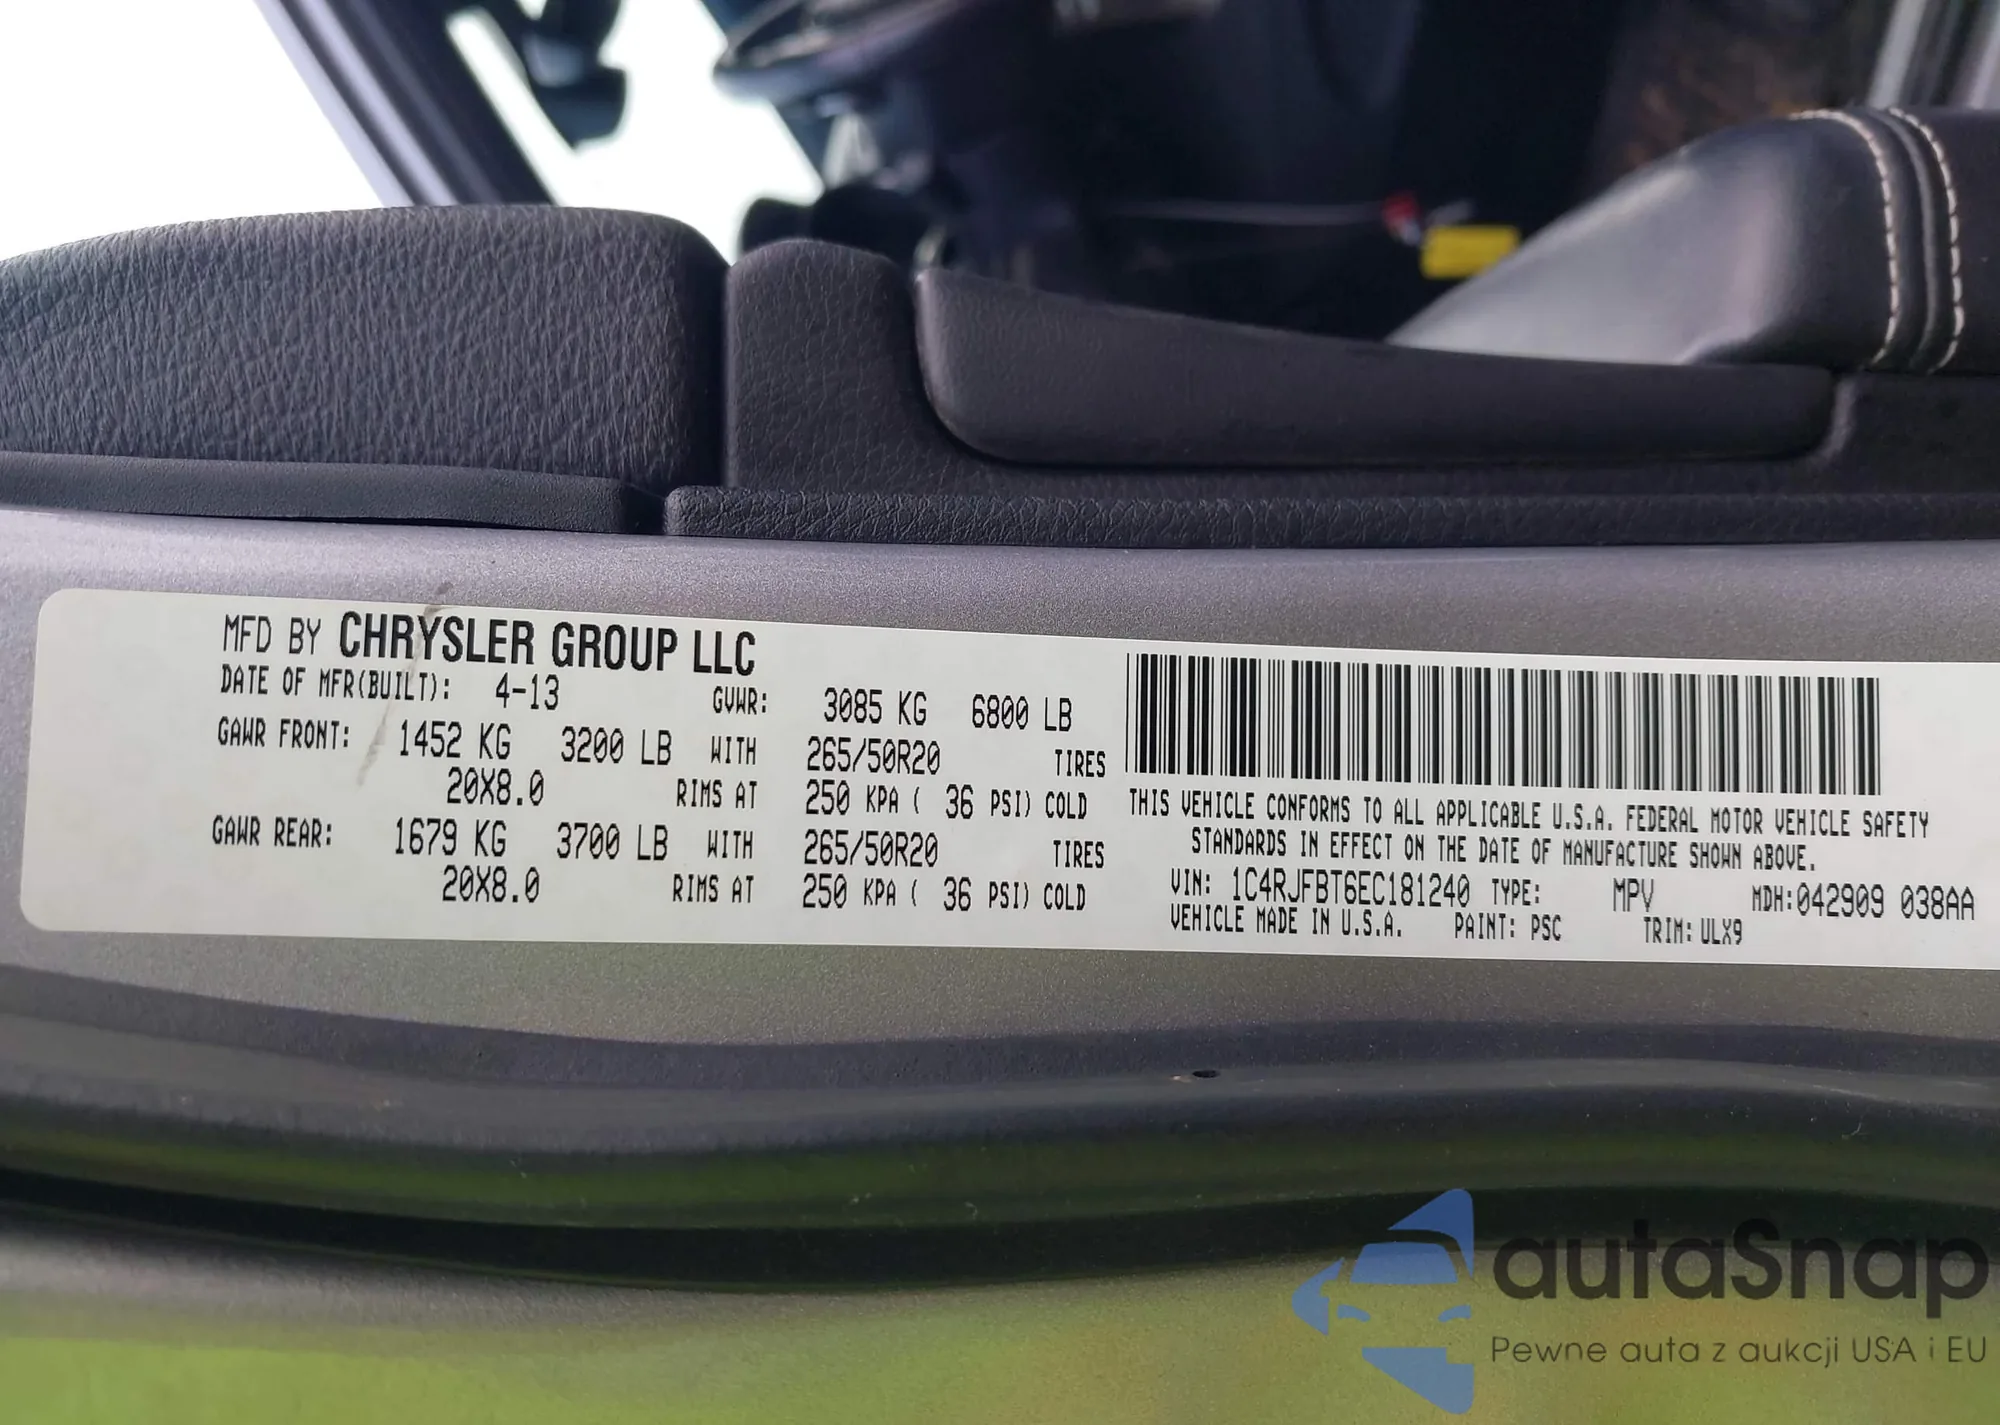 MFD BY CHRYSLER GROUP LLC
DATE OF MFR(BUILT): 4-13 GVWR: 3085 KG 6800 LB
GAWR FRONT: 1452 KG 3200 LB WITH 265/50R20 TIRES
20X8.0 RIMS AT 250 KPA ( 36 PSI) COLD
GAWR REAR: 1679 KG 3700 LB WITH 265/50R20 TIRES
20X8.0 RIMS AT 250 KPA ( 36 PSI) COLD
THIS VEHICLE CONFORMS TO ALL APPLICABLE U.S.A. FEDERAL MOTOR VEHICLE SAFETY
STANDARDS IN EFFECT ON THE DATE OF MANUFACTURE SHOWN ABOVE.
VIN: 1C4RJFBT6EC181240 TYPE: MPV MDH:042909 038AA
VEHICLE MADE IN U.S.A. PAINT: PSC TRIM: ULX9
autaSnap
Pewne auta z aukcji USA i EU